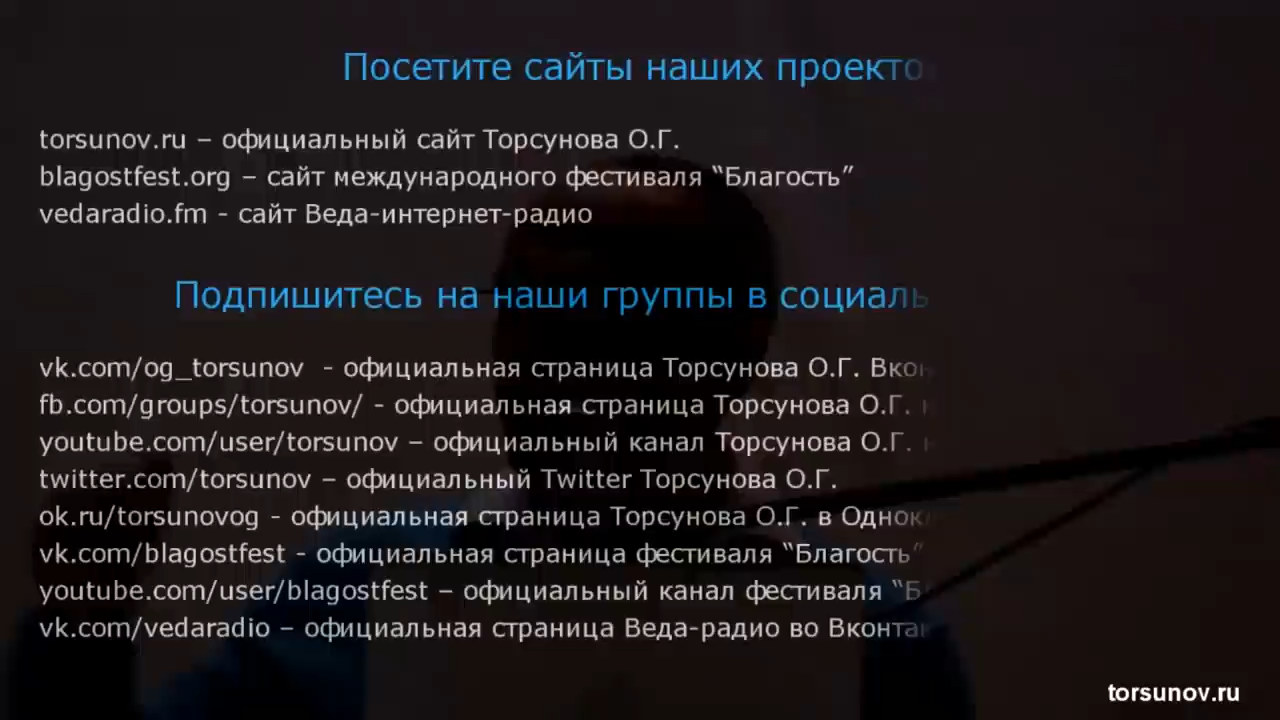 Посетите сайты наших проекто
torsunov.ru – официальный сайт Торсунова О.Г.
blagostfest.org – сайт международного фестиваля “Благость”
vedaradio.fm - сайт Веда-интернет-радио
Подпишитесь на наши группы в
vk.com/og_torsunov - официальная страница Торсунова О.Г.
fb.com/groups/torsunov/ - официальная страница Торсунова О.Г.
youtube.com/user/torsunov – официальный канал Торсунова О.Г.
twitter.com/torsunov – официальный Twitter Торсунова О.Г.
ok.ru/torsunovog - официальная страница Торсунова О.Г. в
vk.com/blagostfest - официальная страница фестиваля “Благость”
youtube.com/user/blagostfest – официальный канал фестиваля
vk.com/vedaradio – официальная страница Веда-радио во
torsunov.ru